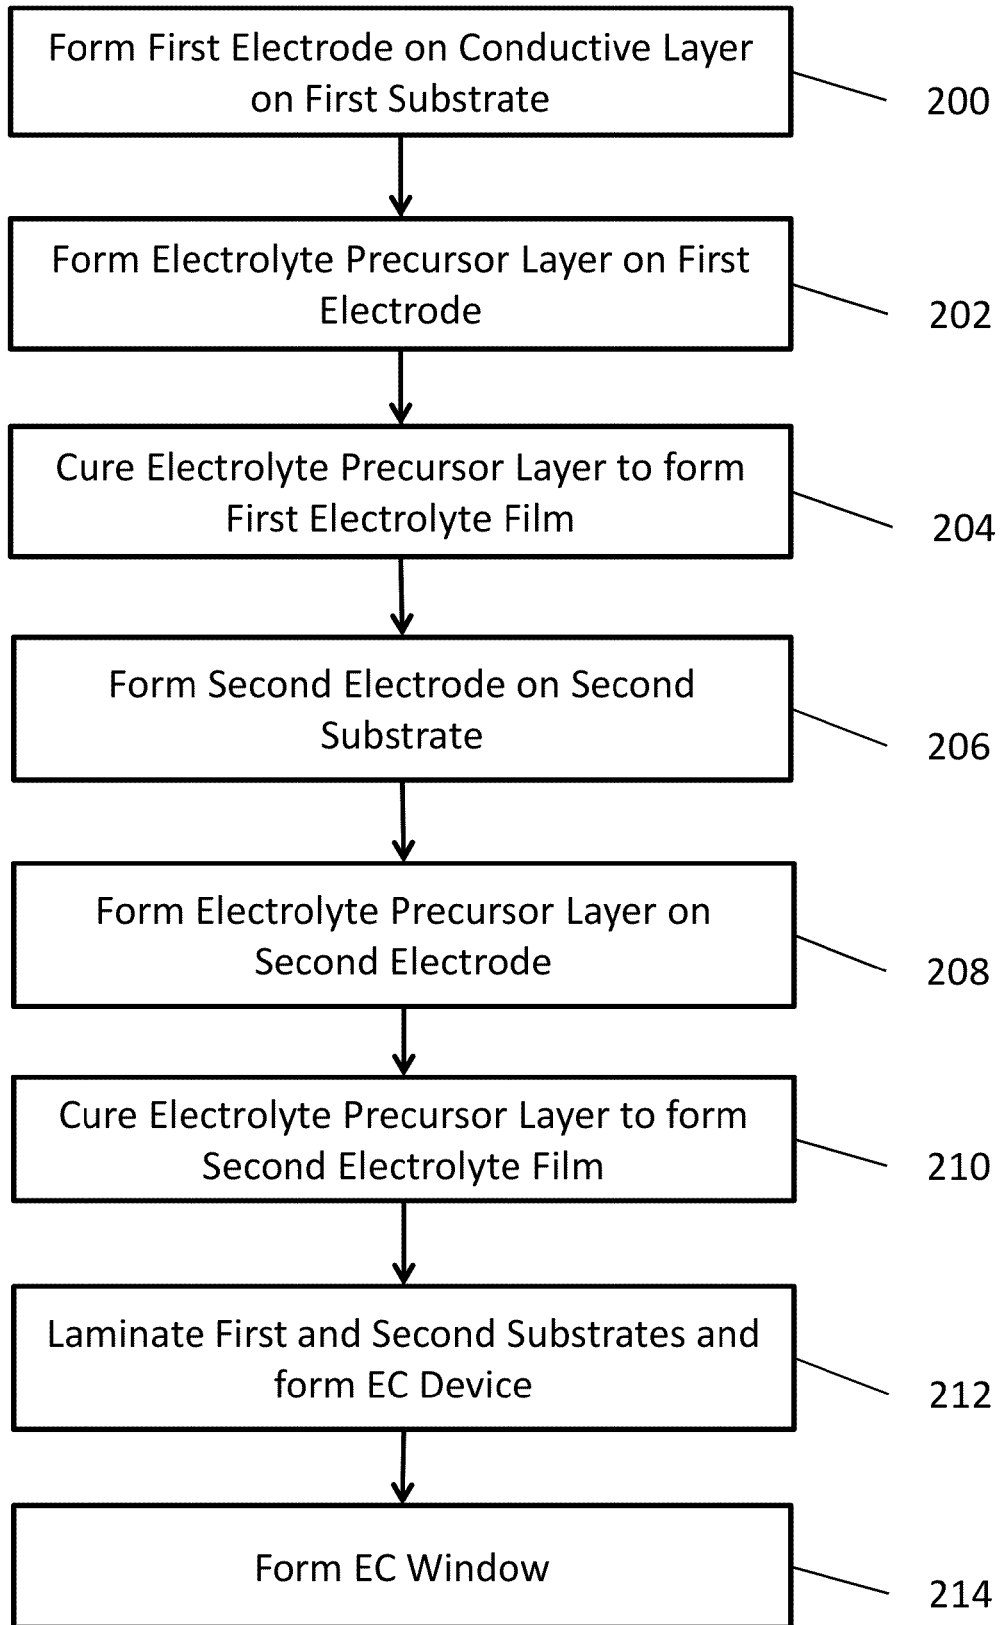 Form First Electrode on Conductive Layer
on First Substrate
200
Form Electrolyte Precursor Layer on First
Electrode
202
Cure Electrolyte Precursor Layer to form
First Electrolyte Film
204
Form Second Electrode on Second
Substrate
206
Form Electrolyte Precursor Layer on
Second Electrode
208
Cure Electrolyte Precursor Layer to form
Second Electrolyte Film
210
Laminate First and Second Substrates and
form EC Device
212
Form EC Window
214